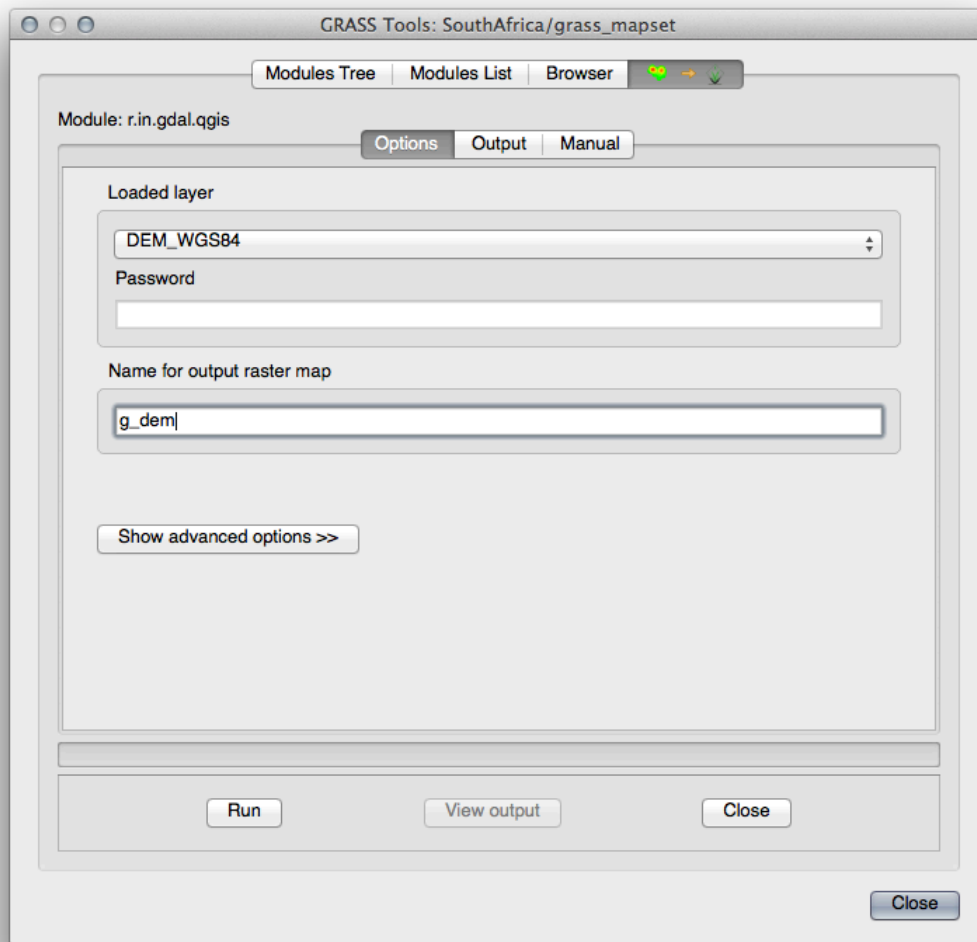 GRASS Tools: SouthAfrica/grass_mapset
Modules Tree
Modules List
Browser
Module: r.in.gdal.qgis
Options
Output
Manual
Loaded layer
DEM_WGS84
Password
Name for output raster map
g_dem
Show advanced options >>
Run
View output
Close
Close